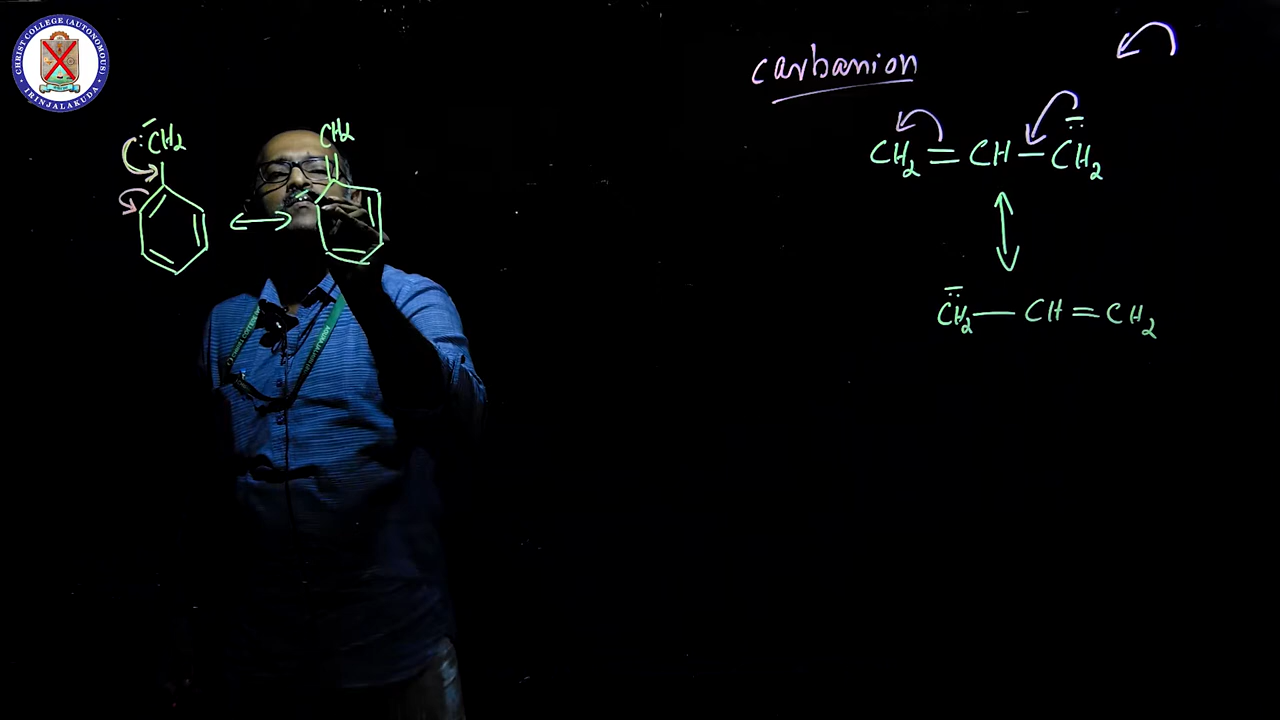 CHRIST COLLEGE (AUTONOMOUS)
IRINJALAKUDA
carbanion
CH2 CH2
CH2 = CH — CH2
CH2 — CH = CH2